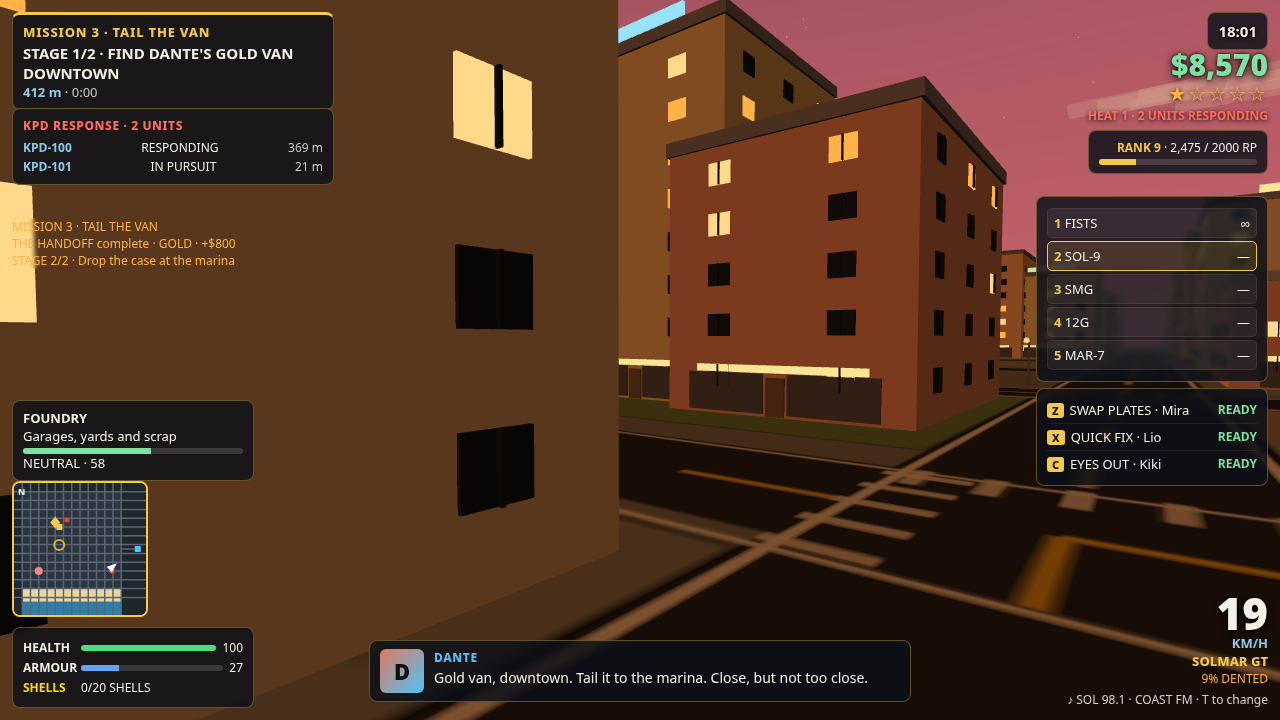 MISSION 3 · TAIL THE VAN
STAGE 1/2 · FIND DANTE'S GOLD VAN
DOWNTOWN
412 m · 0:00
KPD RESPONSE · 2 UNITS
KPD-100 RESPONDING 369 m
KPD-101 IN PURSUIT 21 m
MISSION 3 · TAIL THE VAN
THE HANDOFF complete · GOLD · +$800
STAGE 2/2 · Drop the case at the marina
FOUNDRY
Garages, yards and scrap
NEUTRAL · 58
N
HEALTH 100
ARMOUR 27
SHELLS 0/20 SHELLS
D
DANTE
Gold van, downtown. Tail it to the marina. Close, but not too close.
18:01
$8,570
HEAT 1 · 2 UNITS RESPONDING
RANK 9 · 2,475 / 2000 RP
1 FISTS ∞
2 SOL-9 —
3 SMG —
4 12G —
5 MAR-7 —
Z SWAP PLATES · Mira READY
X QUICK FIX · Lio READY
C EYES OUT · Kiki READY
19
KM/H
SOLMAR GT
9% DENTED
♪ SOL 98.1 · COAST FM · T to change